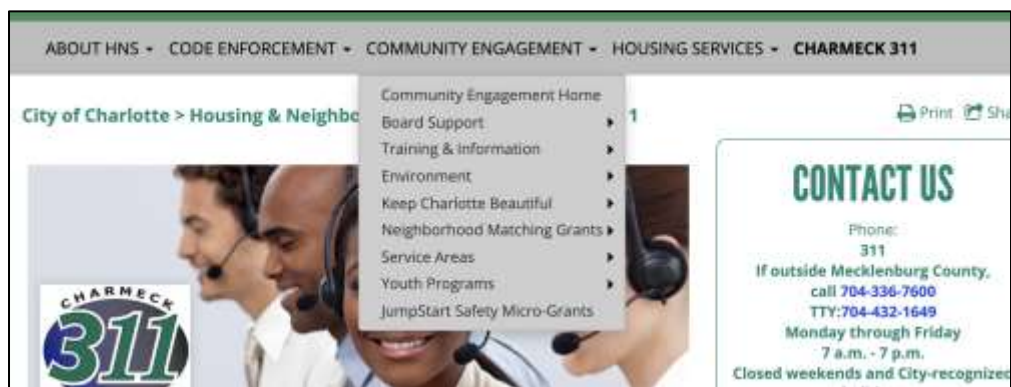 ABOUT HNS COMMUNITY ENGAGEMENT HOUSING SERVICES CODE ENFORCEMENT CHARMECK 311
City of Charlotte > Housing & Neighbo 1
Print Sha
Community Engagement Home
Board Support
Training & Information
Environment
Keep Charlotte Beautiful
Neighborhood Matching Grants
Service Areas
Youth Programs
JumpStart Safety Micro-Grants
CHARMECK
311
CONTACT US
Phone:
311
If outside Mecklenburg County,
call 704-336-7600
TTY:704-432-1649
Monday through Friday
7 a.m. - 7 p.m.
Closed weekends and City-recognized